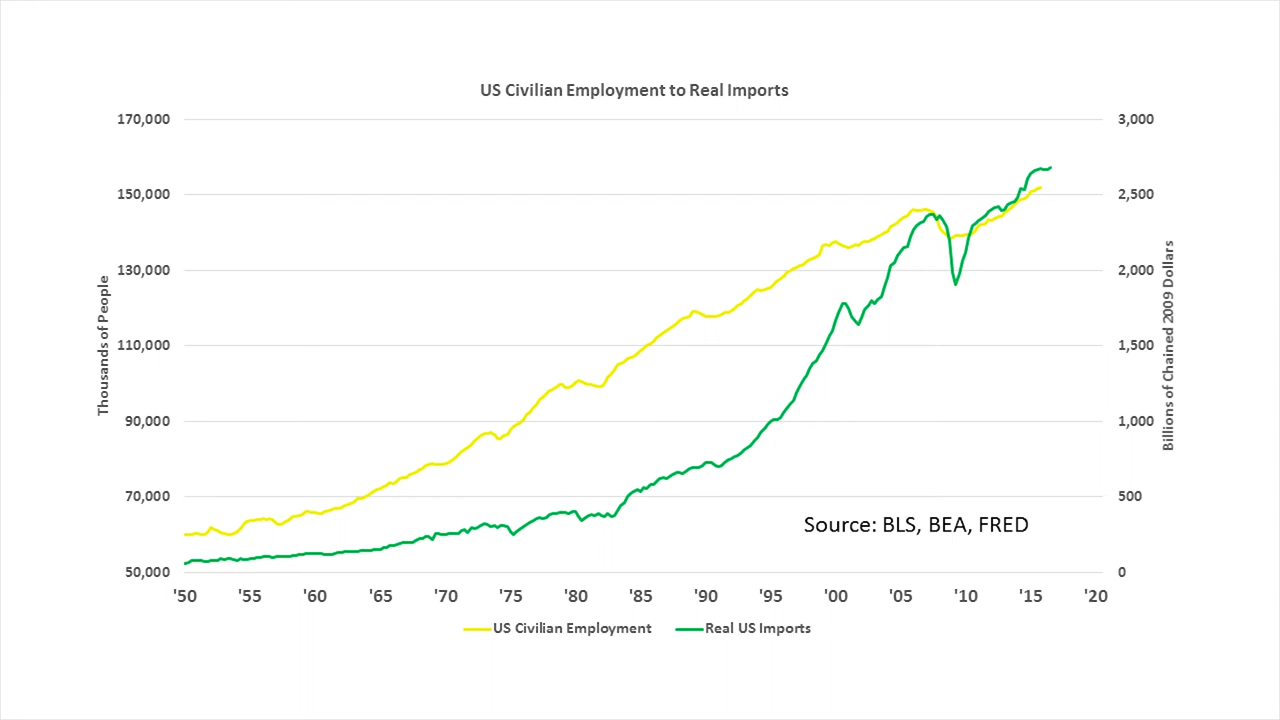 US Civilian Employment to Real Imports
170,000
150,000
130,000
110,000
90,000
70,000
50,000
Thousands of People
3,000
2,500
2,000
1,500
1,000
500
0
Billions of Chained 2009 Dollars
Source: BLS, BEA, FRED
'50 '55 '60 '65 '70 '75 '80 '85 '90 '95 '00 '05 '10 '15 '20
US Civilian Employment Real US Imports